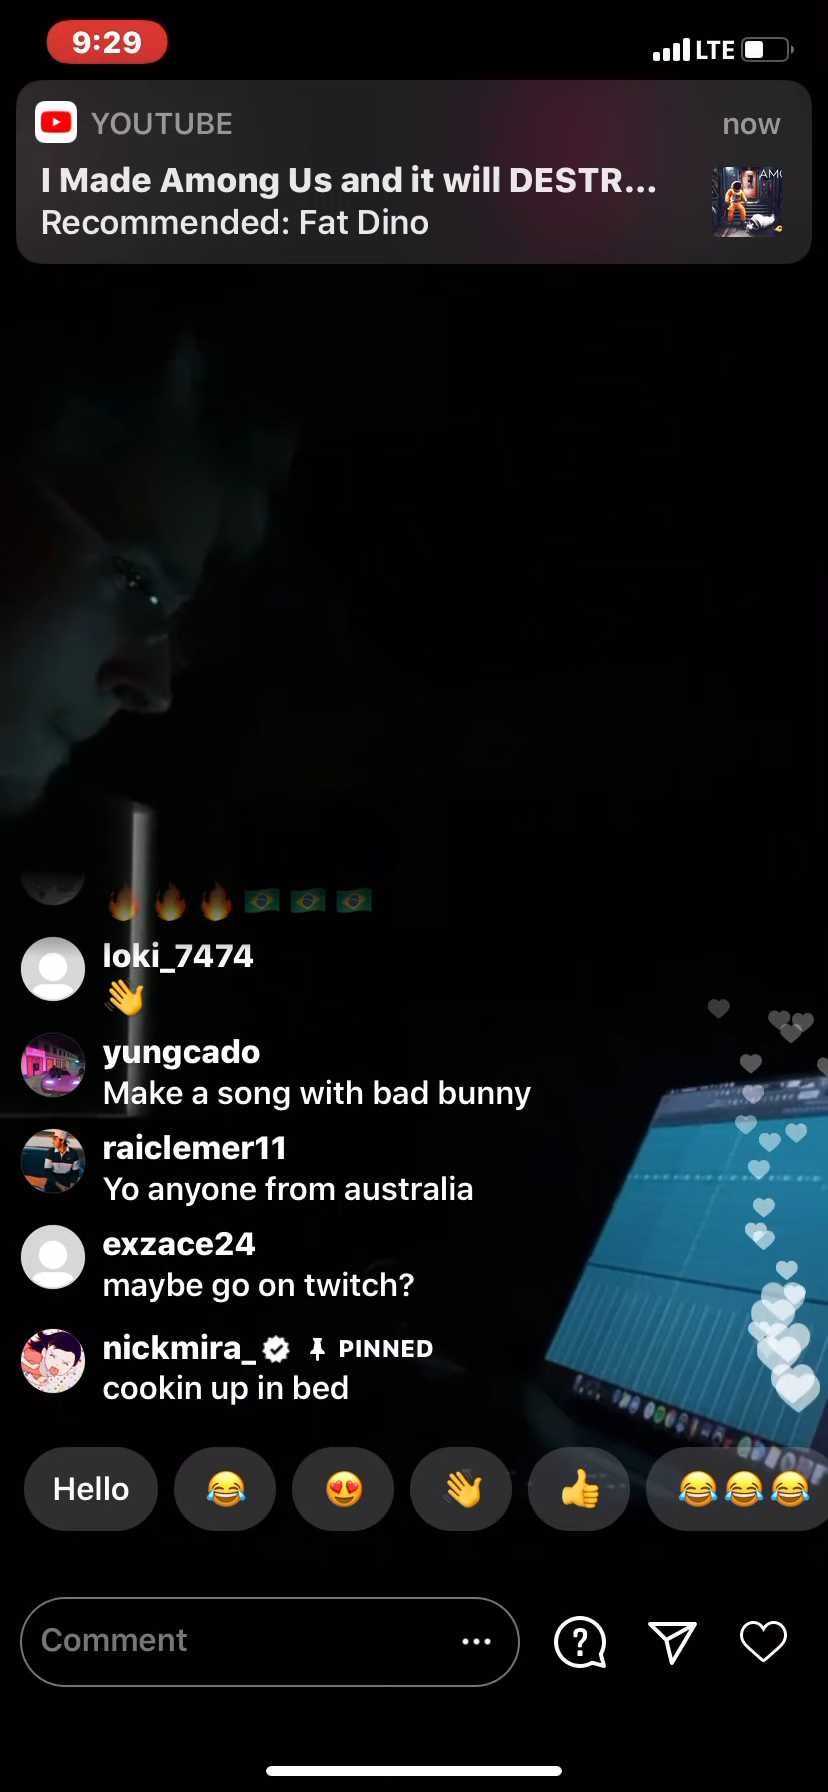 9:29
LTE
YOUTUBE
now
I Made Among Us and it will DESTR...
Recommended: Fat Dino
🔥🔥🔥🇧🇷🇧🇷🇧🇷
loki_7474
👋
yungcado
Make a song with bad bunny
raiclemer11
Yo anyone from australia
exzace24
maybe go on twitch?
nickmira_ PINNED
cookin up in bed
Hello 😂 😍 👋 👍 😂😂😂
Comment